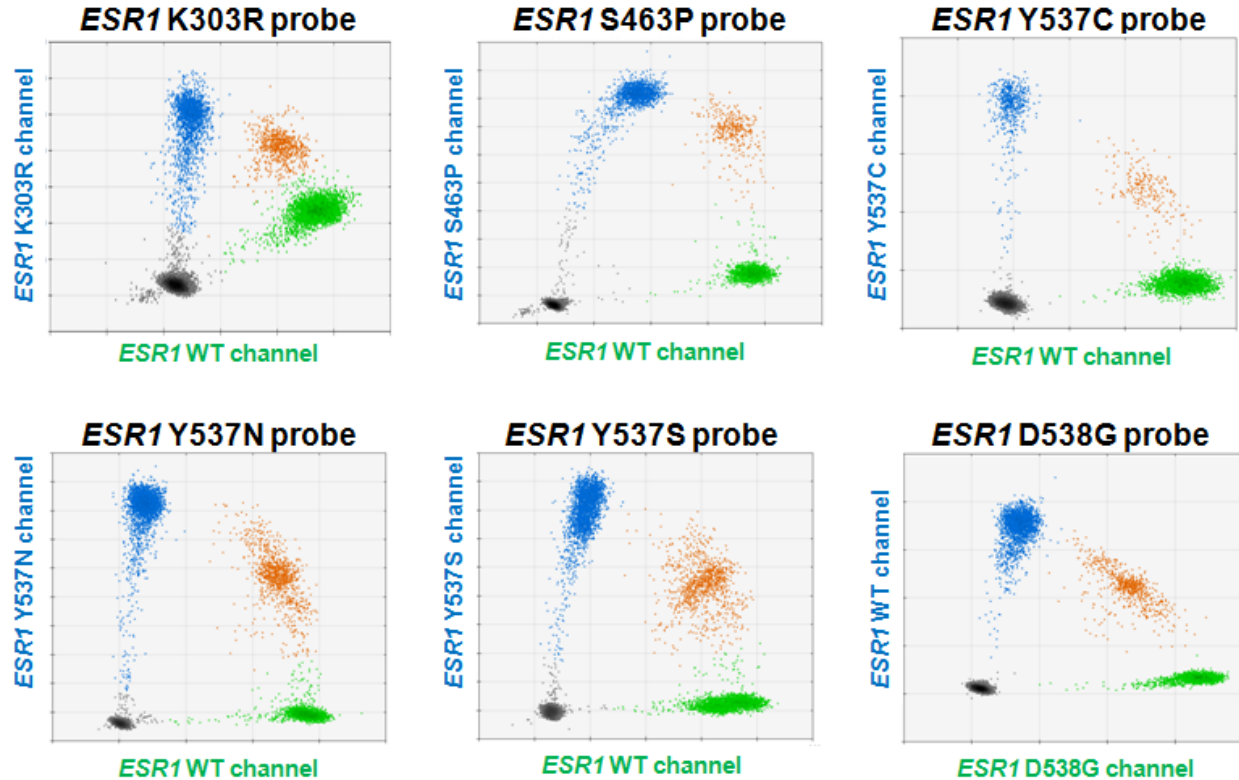 ESR1 K303R probe
ESR1 K303R channel
ESR1 WT channel
ESR1 S463P probe
ESR1 S463P channel
ESR1 WT channel
ESR1 Y537C probe
ESR1 Y537C channel
ESR1 WT channel
ESR1 Y537N probe
ESR1 Y537N channel
ESR1 WT channel
ESR1 Y537S probe
ESR1 Y537S channel
ESR1 WT channel
ESR1 D538G probe
ESR1 WT channel
ESR1 D538G channel